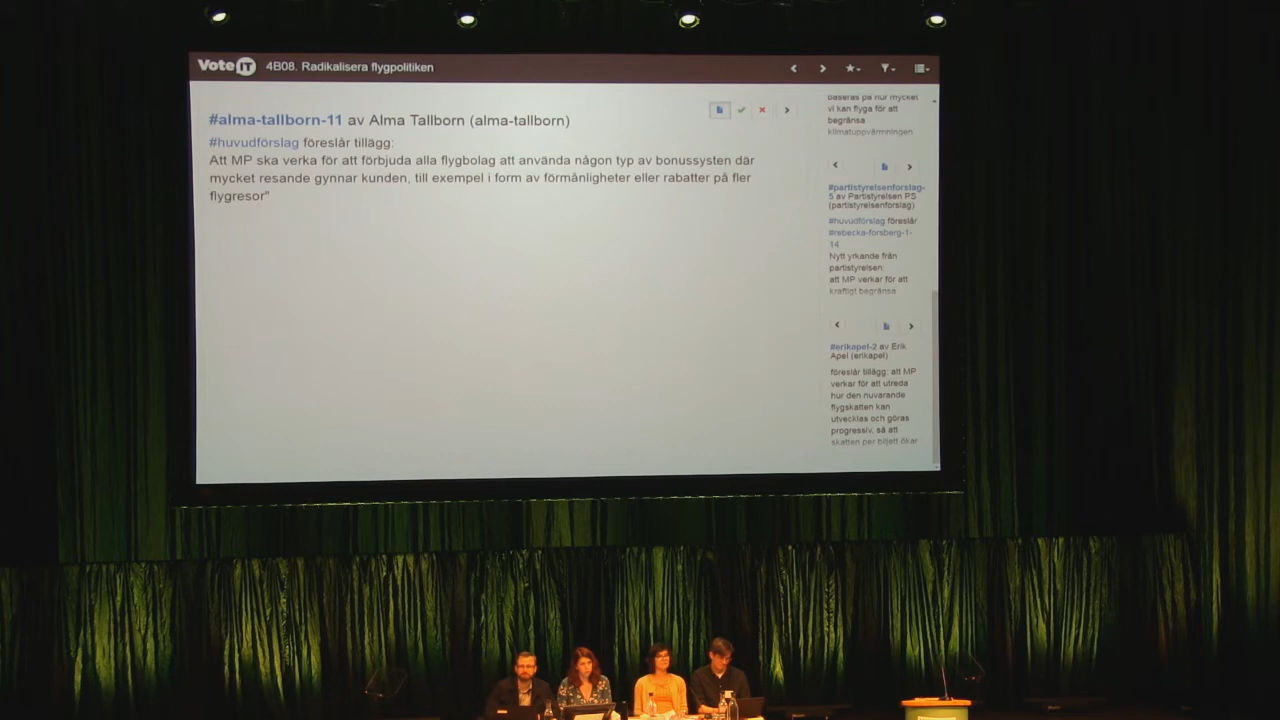 VoteIT 4B08. Radikalisera flygpolitiken
#alma-tallborn-11 av Alma Tallborn (alma-tallborn)
#huvudförslag föreslår tillägg:
Att MP ska verka för att förbjuda alla flygbolag att använda någon typ av bonussysten där
mycket resande gynnar kunden, till exempel i form av förmånligheter eller rabatter på fler
flygresor"
baseras på hur mycket
vi kan flyga för att
begränsa
klimatuppvärmningen
#partistyrelsenforslag-
5 av Partistyrelsen PS
(partistyrelsenforslag)
#huvudförslag föreslår
#rebecka-forsberg-1-
14
Nytt yrkande från
partistyrelsen:
att MP verkar för att
kraftigt begränsa
#erikapel-2 av Erik
Apel (erikapel)
föreslår tillägg: att MP
verkar för att utreda
hur den nuvarande
flygskatten kan
utvecklas och göras
progressiv, så att
skatten per biljett ökar